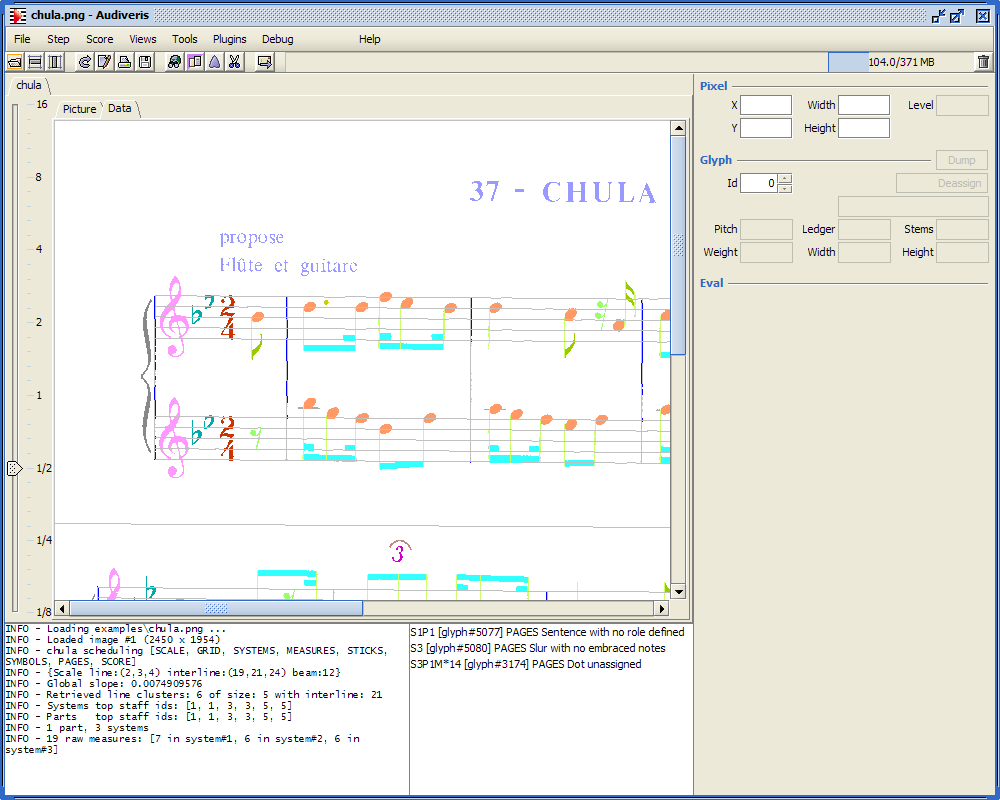 chula.png - Audiveris
File Step Score Views Tools Plugins Debug Help
104.0/371 MB
chula
Picture Data
16
8
4
2
1
1/2
1/4
1/8
37 - CHULA
propose
Flûte et guitare
2
4
2
4
3
Pixel
X Width Level
Y Height
Glyph Dump
Id 0 Deassign
Pitch Ledger Stems
Weight Width Height
Eval
INFO - Loading examples\chula.png ...
INFO - Loaded image #1 (2450 x 1954)
INFO - chula scheduling [SCALE, GRID, SYSTEMS, MEASURES, STICKS,
SYMBOLS, PAGES, SCORE]
INFO - {Scale line:(2,3,4) interline:(19,21,24) beam:12}
INFO - Global slope: 0.0074909576
INFO - Retrieved line clusters: 6 of size: 5 with interline: 21
INFO - Systems top staff ids: [1, 1, 3, 3, 5, 5]
INFO - Parts   top staff ids: [1, 1, 3, 3, 5, 5]
INFO - 1 part, 3 systems
INFO - 19 raw measures: [7 in system#1, 6 in system#2, 6 in
system#3]
S1P1 [glyph#5077] PAGES Sentence with no role defined
S3 [glyph#5080] PAGES Slur with no embraced notes
S3P1M*14 [glyph#3174] PAGES Dot unassigned